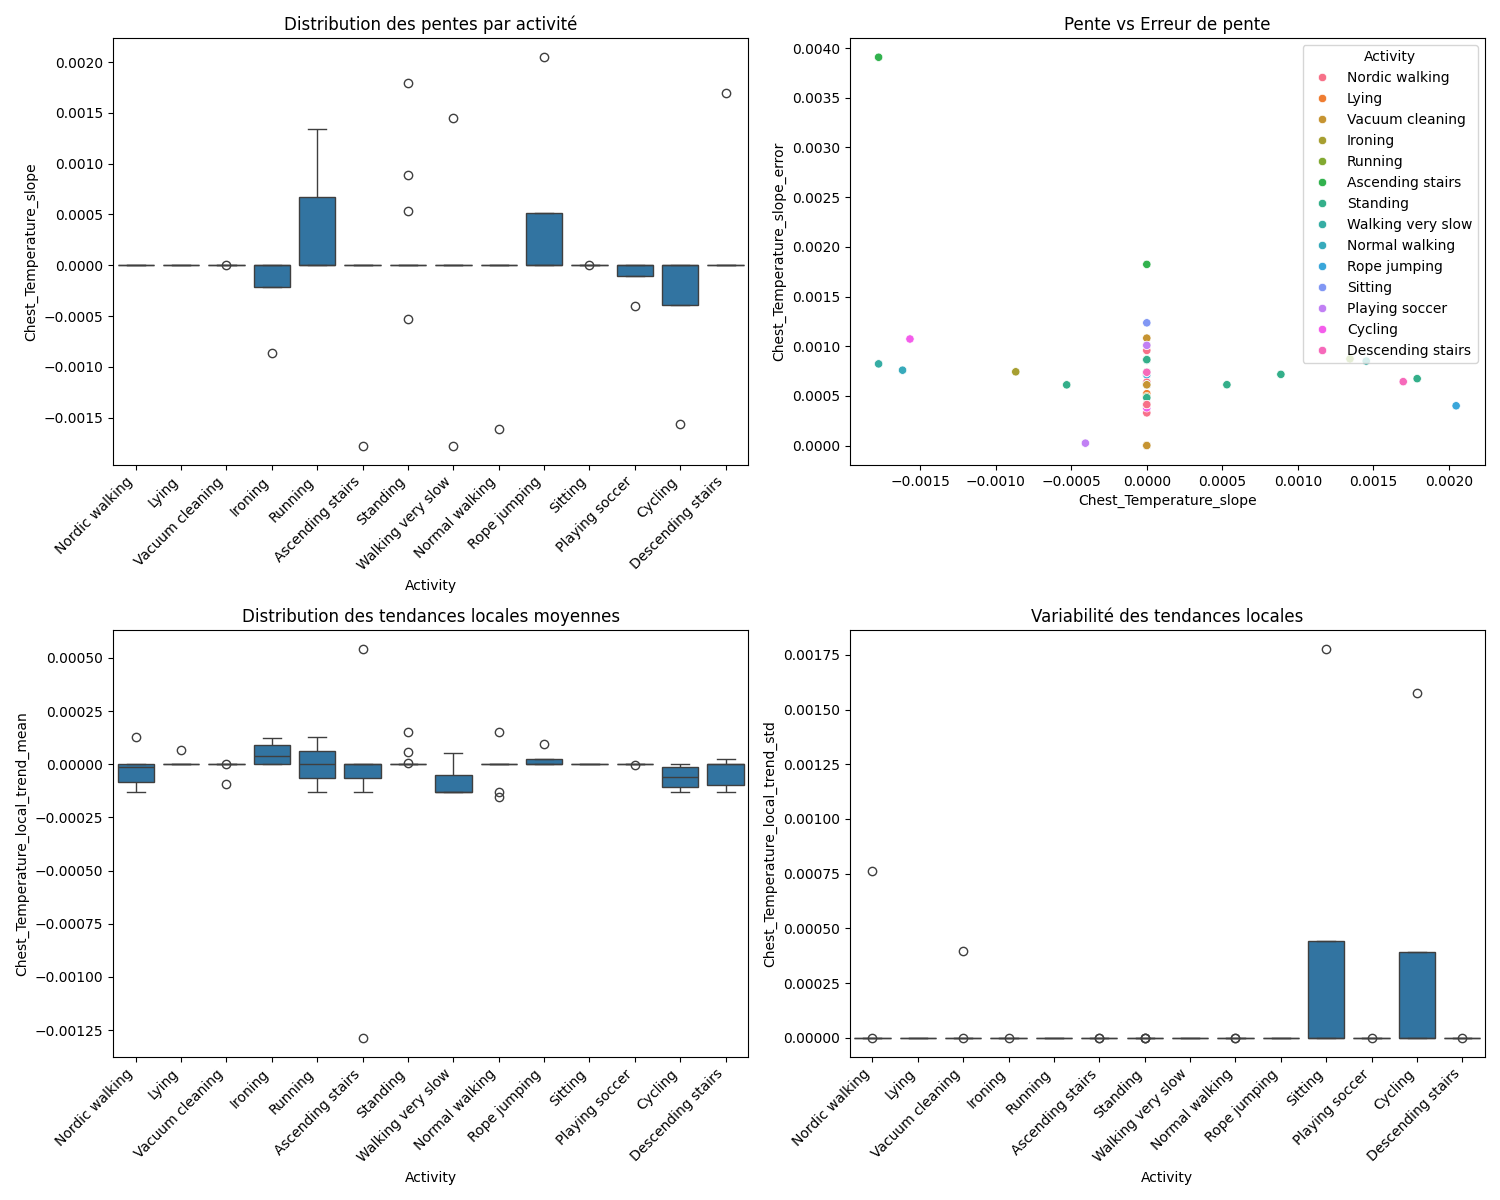 Distribution des pentes par activité
Chest_Temperature_slope
0.0020
0.0015
0.0010
0.0005
0.0000
−0.0005
−0.0010
−0.0015
Nordic walking
Lying
Vacuum cleaning
Ironing
Running
Ascending stairs
Standing
Walking very slow
Normal walking
Rope jumping
Sitting
Playing soccer
Cycling
Descending stairs
Activity
Pente vs Erreur de pente
Chest_Temperature_slope_error
0.0040
0.0035
0.0030
0.0025
0.0020
0.0015
0.0010
0.0005
0.0000
Activity
Nordic walking
Lying
Vacuum cleaning
Ironing
Running
Ascending stairs
Standing
Walking very slow
Normal walking
Rope jumping
Sitting
Playing soccer
Cycling
Descending stairs
−0.0015 −0.0010 −0.0005 0.0000 0.0005 0.0010 0.0015 0.0020
Chest_Temperature_slope
Distribution des tendances locales moyennes
Chest_Temperature_local_trend_mean
0.00050
0.00025
0.00000
−0.00025
−0.00050
−0.00075
−0.00100
−0.00125
Nordic walking
Lying
Vacuum cleaning
Ironing
Running
Ascending stairs
Standing
Walking very slow
Normal walking
Rope jumping
Sitting
Playing soccer
Cycling
Descending stairs
Activity
Variabilité des tendances locales
Chest_Temperature_local_trend_std
0.00175
0.00150
0.00125
0.00100
0.00075
0.00050
0.00025
0.00000
Nordic walking
Lying
Vacuum cleaning
Ironing
Running
Ascending stairs
Standing
Walking very slow
Normal walking
Rope jumping
Sitting
Playing soccer
Cycling
Descending stairs
Activity